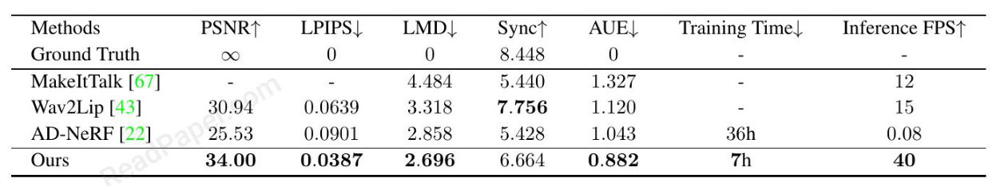 Methods PSNR↑ LPIPS↓ LMD↓ Sync↑ AUE↓ Training Time↓ Inference FPS↑
Ground Truth ∞ 0 0 8.448 0 - -
MakeItTalk [67] - - 4.484 5.440 1.327 - 12
Wav2Lip [43] 30.94 0.0639 3.318 7.756 1.120 - 15
AD-NeRF [22] 25.53 0.0901 2.858 5.428 1.043 36h 0.08
Ours 34.00 0.0387 2.696 6.664 0.882 7h 40
ReadPaper.com